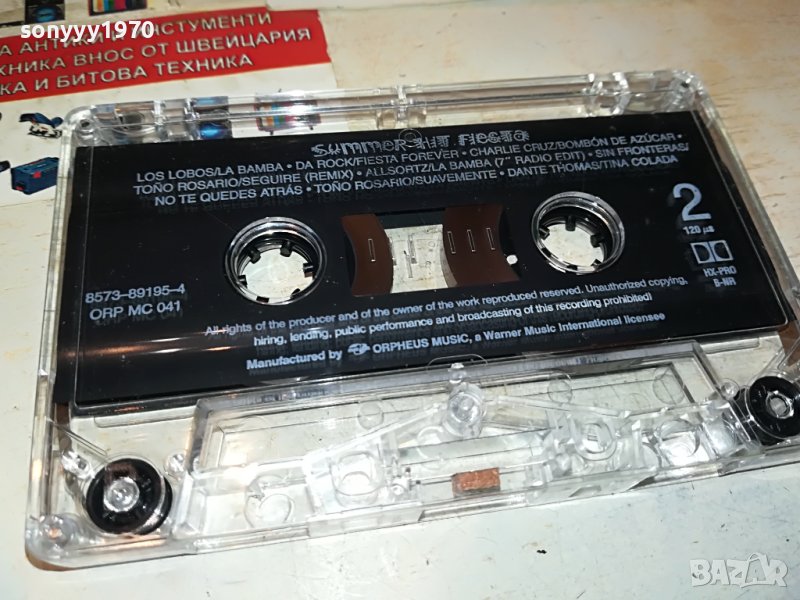 sonyyy1970
А АНТИКИ И ИНСТУМЕНТИ
ХНИКА ВНОС ОТ ШВЕЙЦАРИЯ
КА И БИТОВА ТЕХНИКА
SUMMER HIT FIESTA
LOS LOBOS/LA BAMBA • DA ROCK/FIESTA FOREVER • CHARLIE CRUZ/BOMBÓN DE AZÚCAR •
TOÑO ROSARIO/SEGUIRE (REMIX) • ALLSORTZ/LA BAMBA (7" RADIO EDIT) • SIN FRONTERAS/
NO TE QUEDES ATRÁS • TOÑO ROSARIO/SUAVEMENTE • DANTE THOMAS/TINA COLADA
2
120 µs
HX-PRO
B-NR
8573-89195-4
ORP MC 041
All rights of the producer and of the owner of the work reproduced reserved. Unauthorized copying,
hiring, lending, public performance and broadcasting of this recording prohibited!
Manufactured by ORPHEUS MUSIC, a Warner Music International licensee
BAZAR